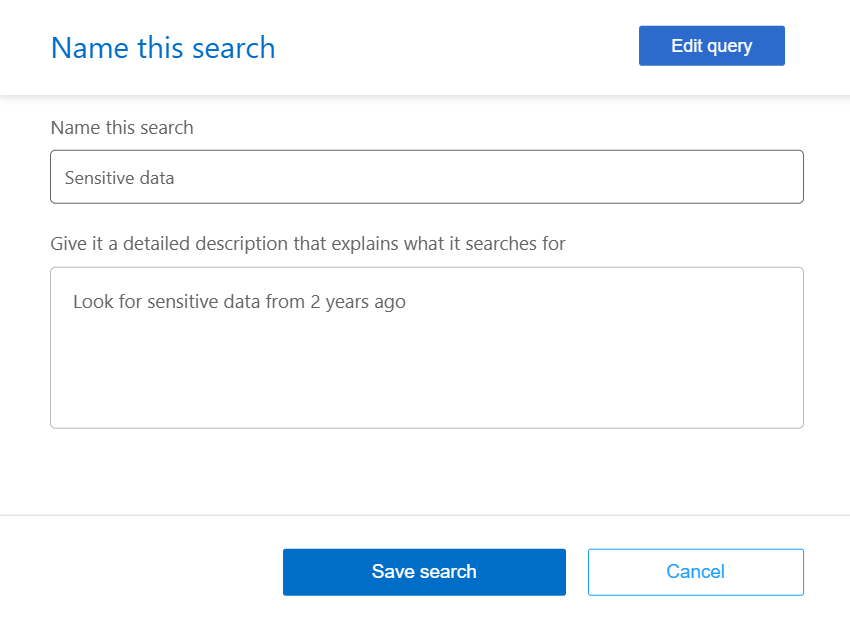 Name this search
Edit query
Name this search
Sensitive data
Give it a detailed description that explains what it searches for
Look for sensitive data from 2 years ago
Save search
Cancel